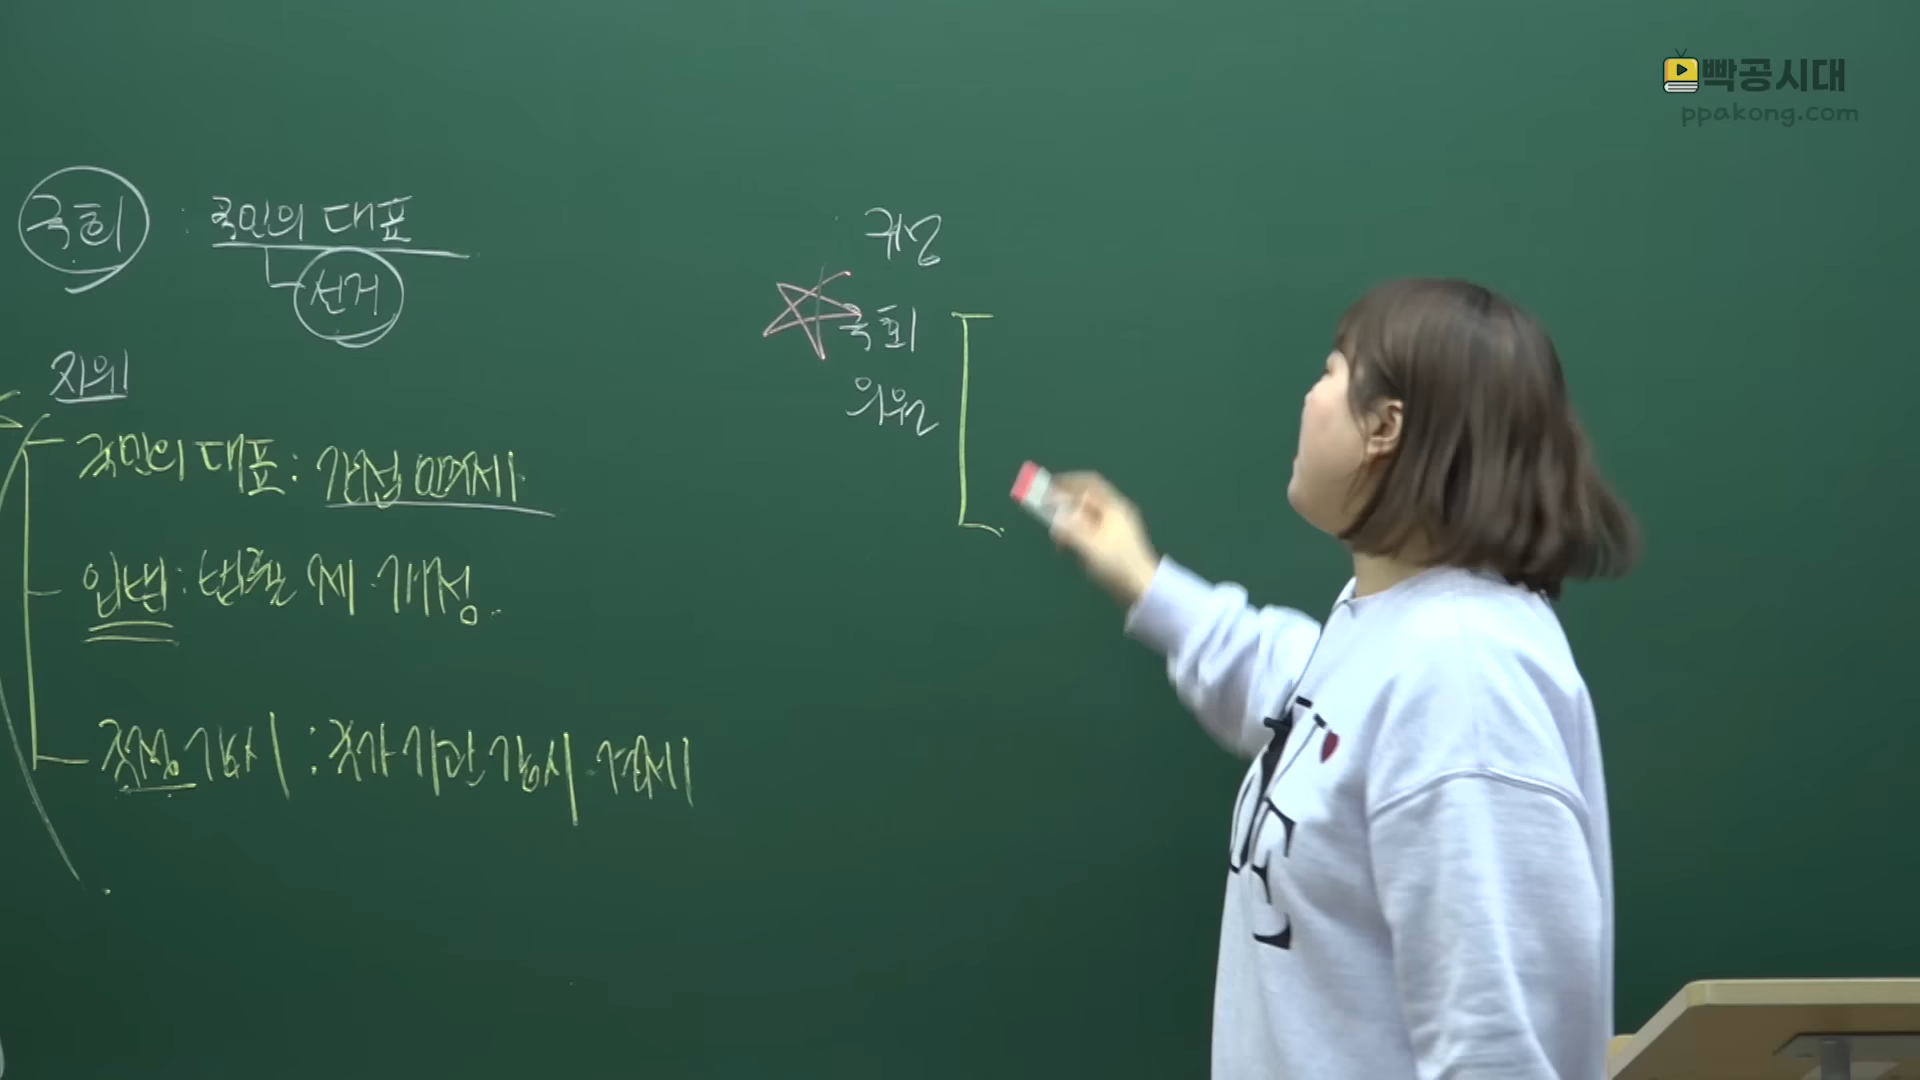 빡공시대
ppakong.com
국회 : 국민의 대표
선거
지위
국민의 대표 : 간접 민주제
입법 : 법률 제·개정
국정감시 : 국가기관 감시·견제
구성
국회
의원